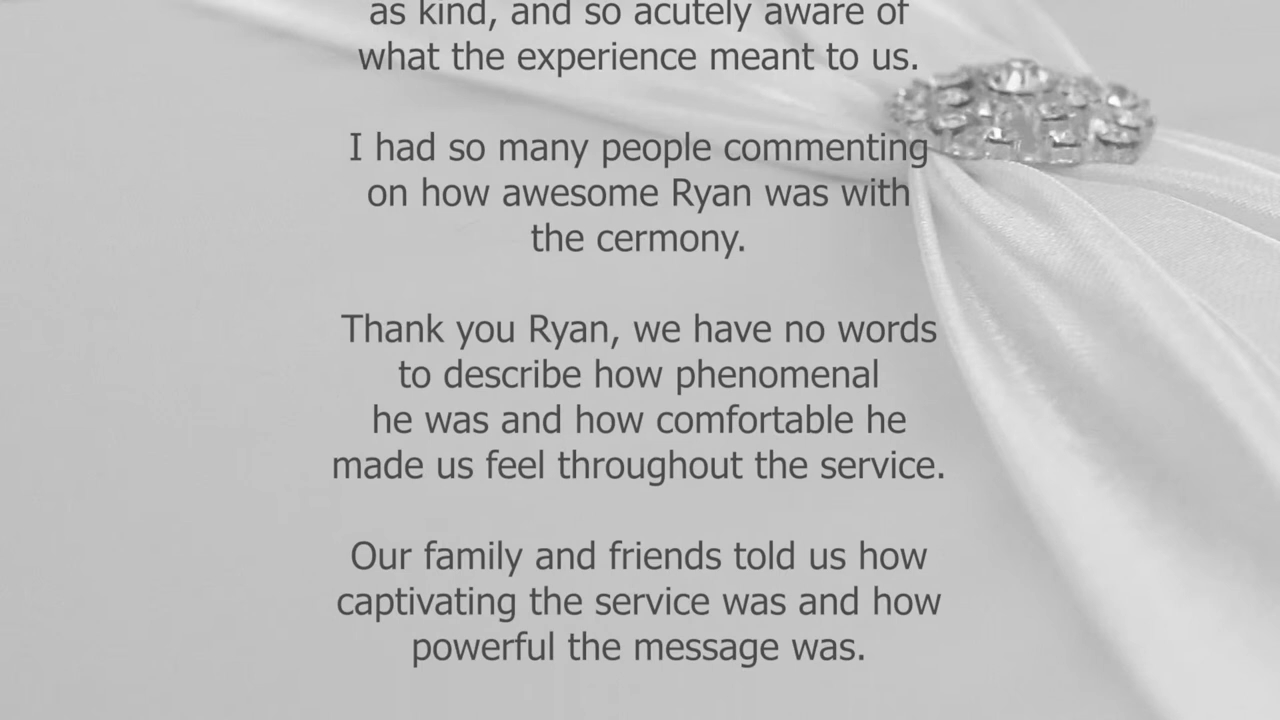 as kind, and so acutely aware of
what the experience meant to us.
I had so many people commenting
on how awesome Ryan was with
the cermony.
Thank you Ryan, we have no words
to describe how phenomenal
he was and how comfortable he
made us feel throughout the service.
Our family and friends told us how
captivating the service was and how
powerful the message was.